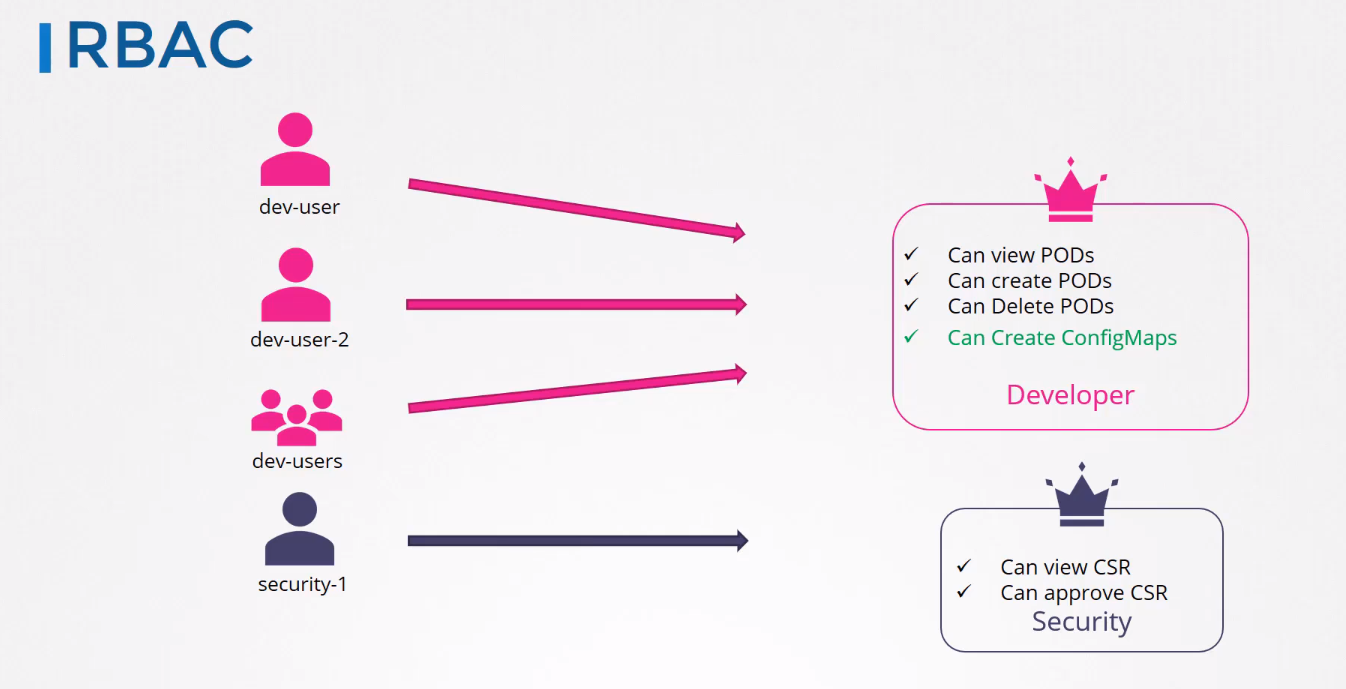 RBAC
dev-user
dev-user-2
dev-users
security-1
Can view PODs
Can create PODs
Can Delete PODs
Can Create ConfigMaps
Developer
Can view CSR
Can approve CSR
Security